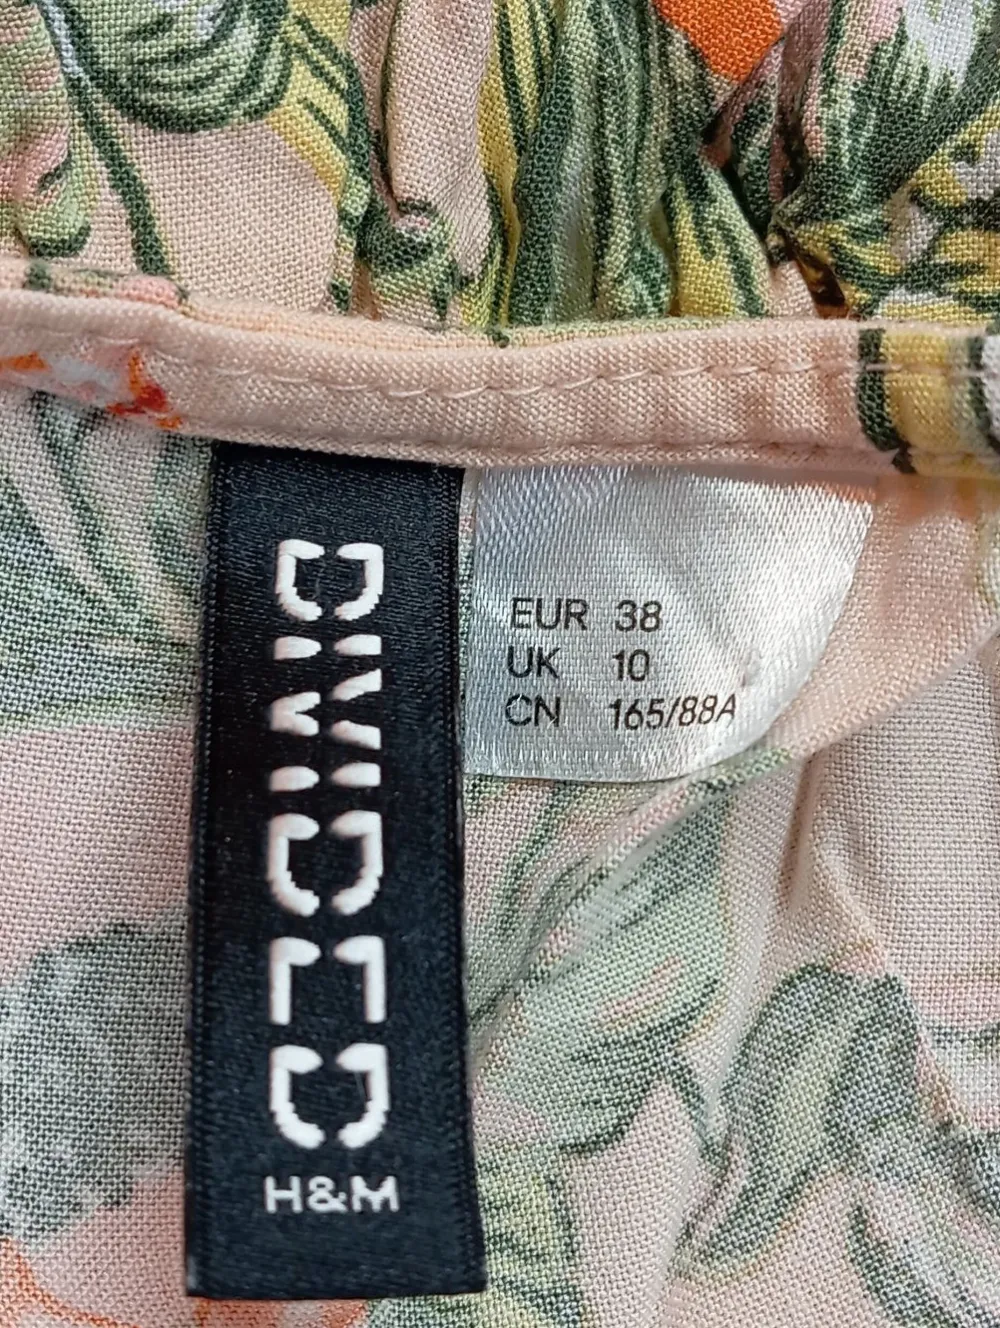 DIVIDED
H&M
EUR 38
UK 10
CN 165/88A